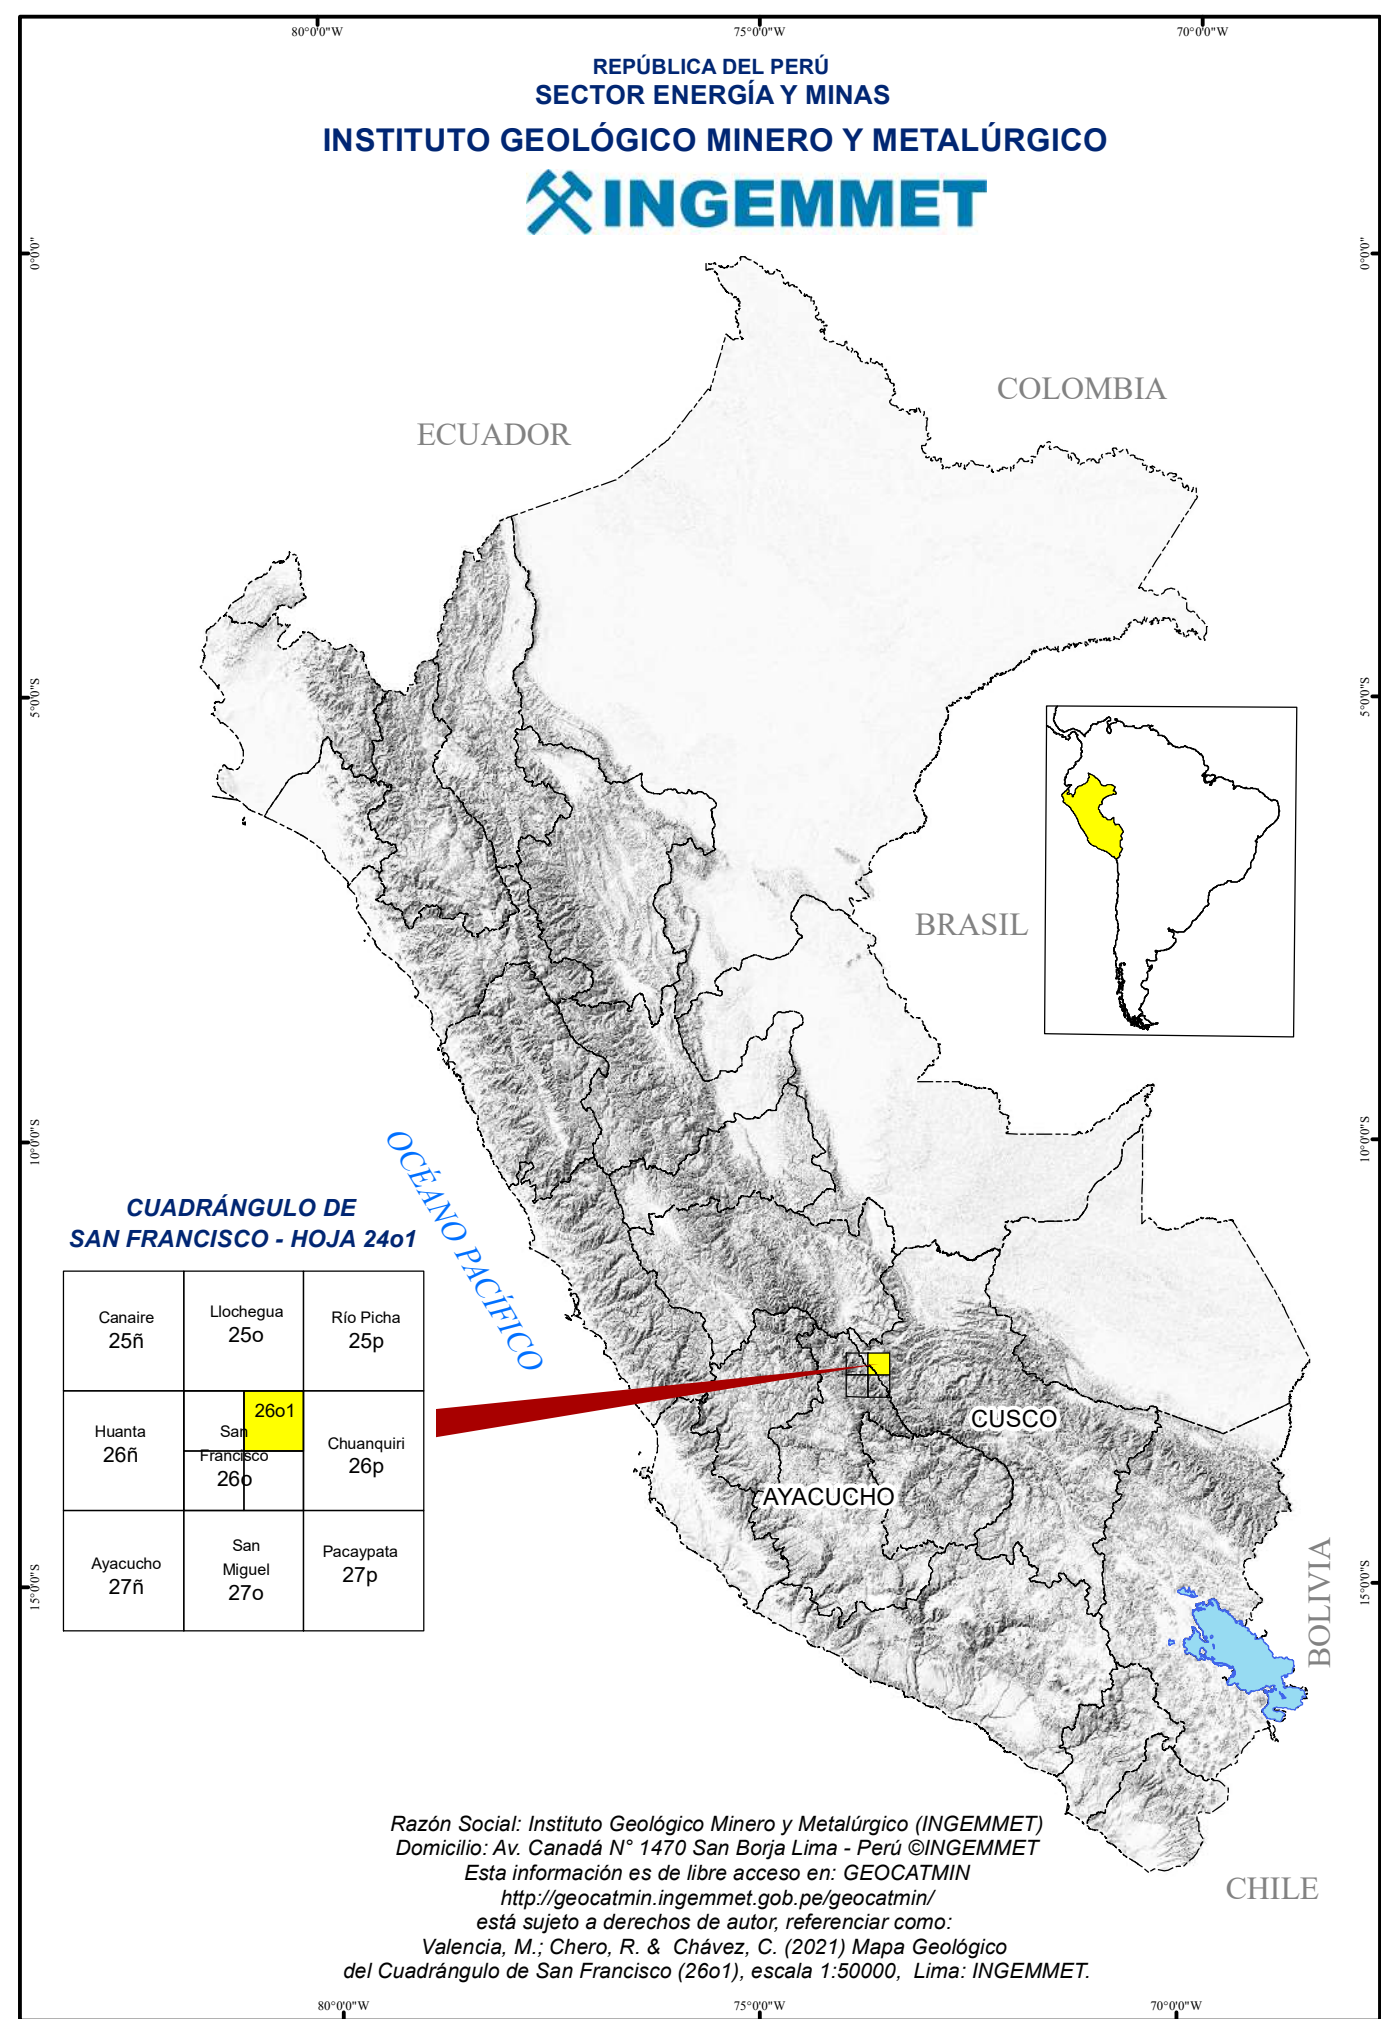 80°0'0"W
75°0'0"W
70°0'0"W
REPÚBLICA DEL PERÚ
SECTOR ENERGÍA Y MINAS
INSTITUTO GEOLÓGICO MINERO Y METALÚRGICO
INGEMMET
0°0'0"
0°0'0"
COLOMBIA
ECUADOR
5°0'0"S
5°0'0"S
BRASIL
10°0'0"S
10°0'0"S
OCÉANO PACÍFICO
CUADRÁNGULO DE
SAN FRANCISCO - HOJA 24o1
Canaire
25ñ
Llochegua
25o
Río Picha
25p
Huanta
26ñ
26o1
San
Francisco
26o
Chuanquiri
26p
Ayacucho
27ñ
San
Miguel
27o
Pacaypata
27p
CUSCO
AYACUCHO
15°0'0"S
15°0'0"S
BOLIVIA
CHILE
Razón Social: Instituto Geológico Minero y Metalúrgico (INGEMMET)
Domicilio: Av. Canadá N° 1470 San Borja Lima - Perú ©INGEMMET
Esta información es de libre acceso en: GEOCATMIN
http://geocatmin.ingemmet.gob.pe/geocatmin/
está sujeto a derechos de autor, referenciar como:
Valencia, M.; Chero, R. & Chávez, C. (2021) Mapa Geológico
del Cuadrángulo de San Francisco (26o1), escala 1:50000, Lima: INGEMMET.
80°0'0"W
75°0'0"W
70°0'0"W